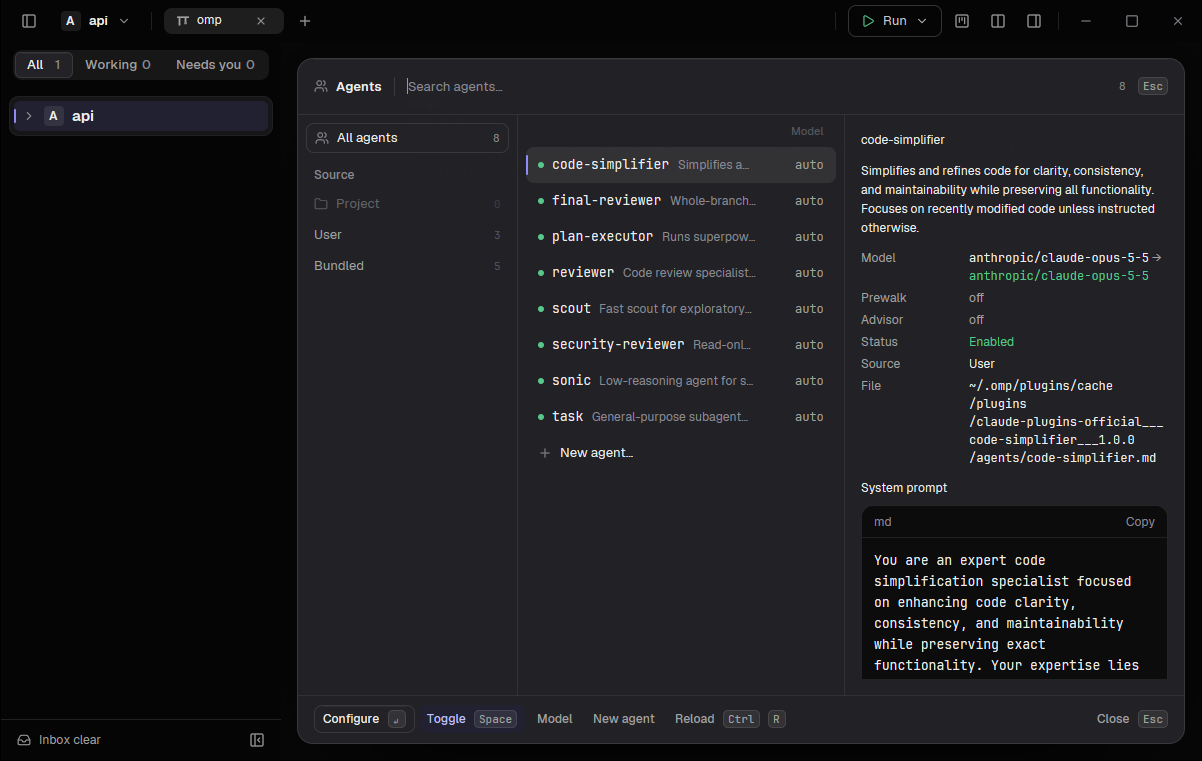 A api
omp
Run
All 1 Working 0 Needs you 0
A api
Inbox clear
Agents Search agents… 8 Esc
All agents 8
Source
Project 0
User 3
Bundled 5
Model
code-simplifier Simplifies a… auto
final-reviewer Whole-branch… auto
plan-executor Runs superpow… auto
reviewer Code review specialist… auto
scout Fast scout for exploratory… auto
security-reviewer Read-onl… auto
sonic Low-reasoning agent for s… auto
task General-purpose subagent… auto
+ New agent…
code-simplifier
Simplifies and refines code for clarity, consistency,
and maintainability while preserving all functionality.
Focuses on recently modified code unless instructed
otherwise.
Model anthropic/claude-opus-5-5 →
anthropic/claude-opus-5-5
Prewalk off
Advisor off
Status Enabled
Source User
File ~/.omp/plugins/cache
/plugins
/claude-plugins-official___
code-simplifier___1.0.0
/agents/code-simplifier.md
System prompt
md Copy
You are an expert code
simplification specialist focused
on enhancing code clarity,
consistency, and maintainability
while preserving exact
functionality. Your expertise lies
Configure ↲ Toggle Space Model New agent Reload Ctrl R Close Esc